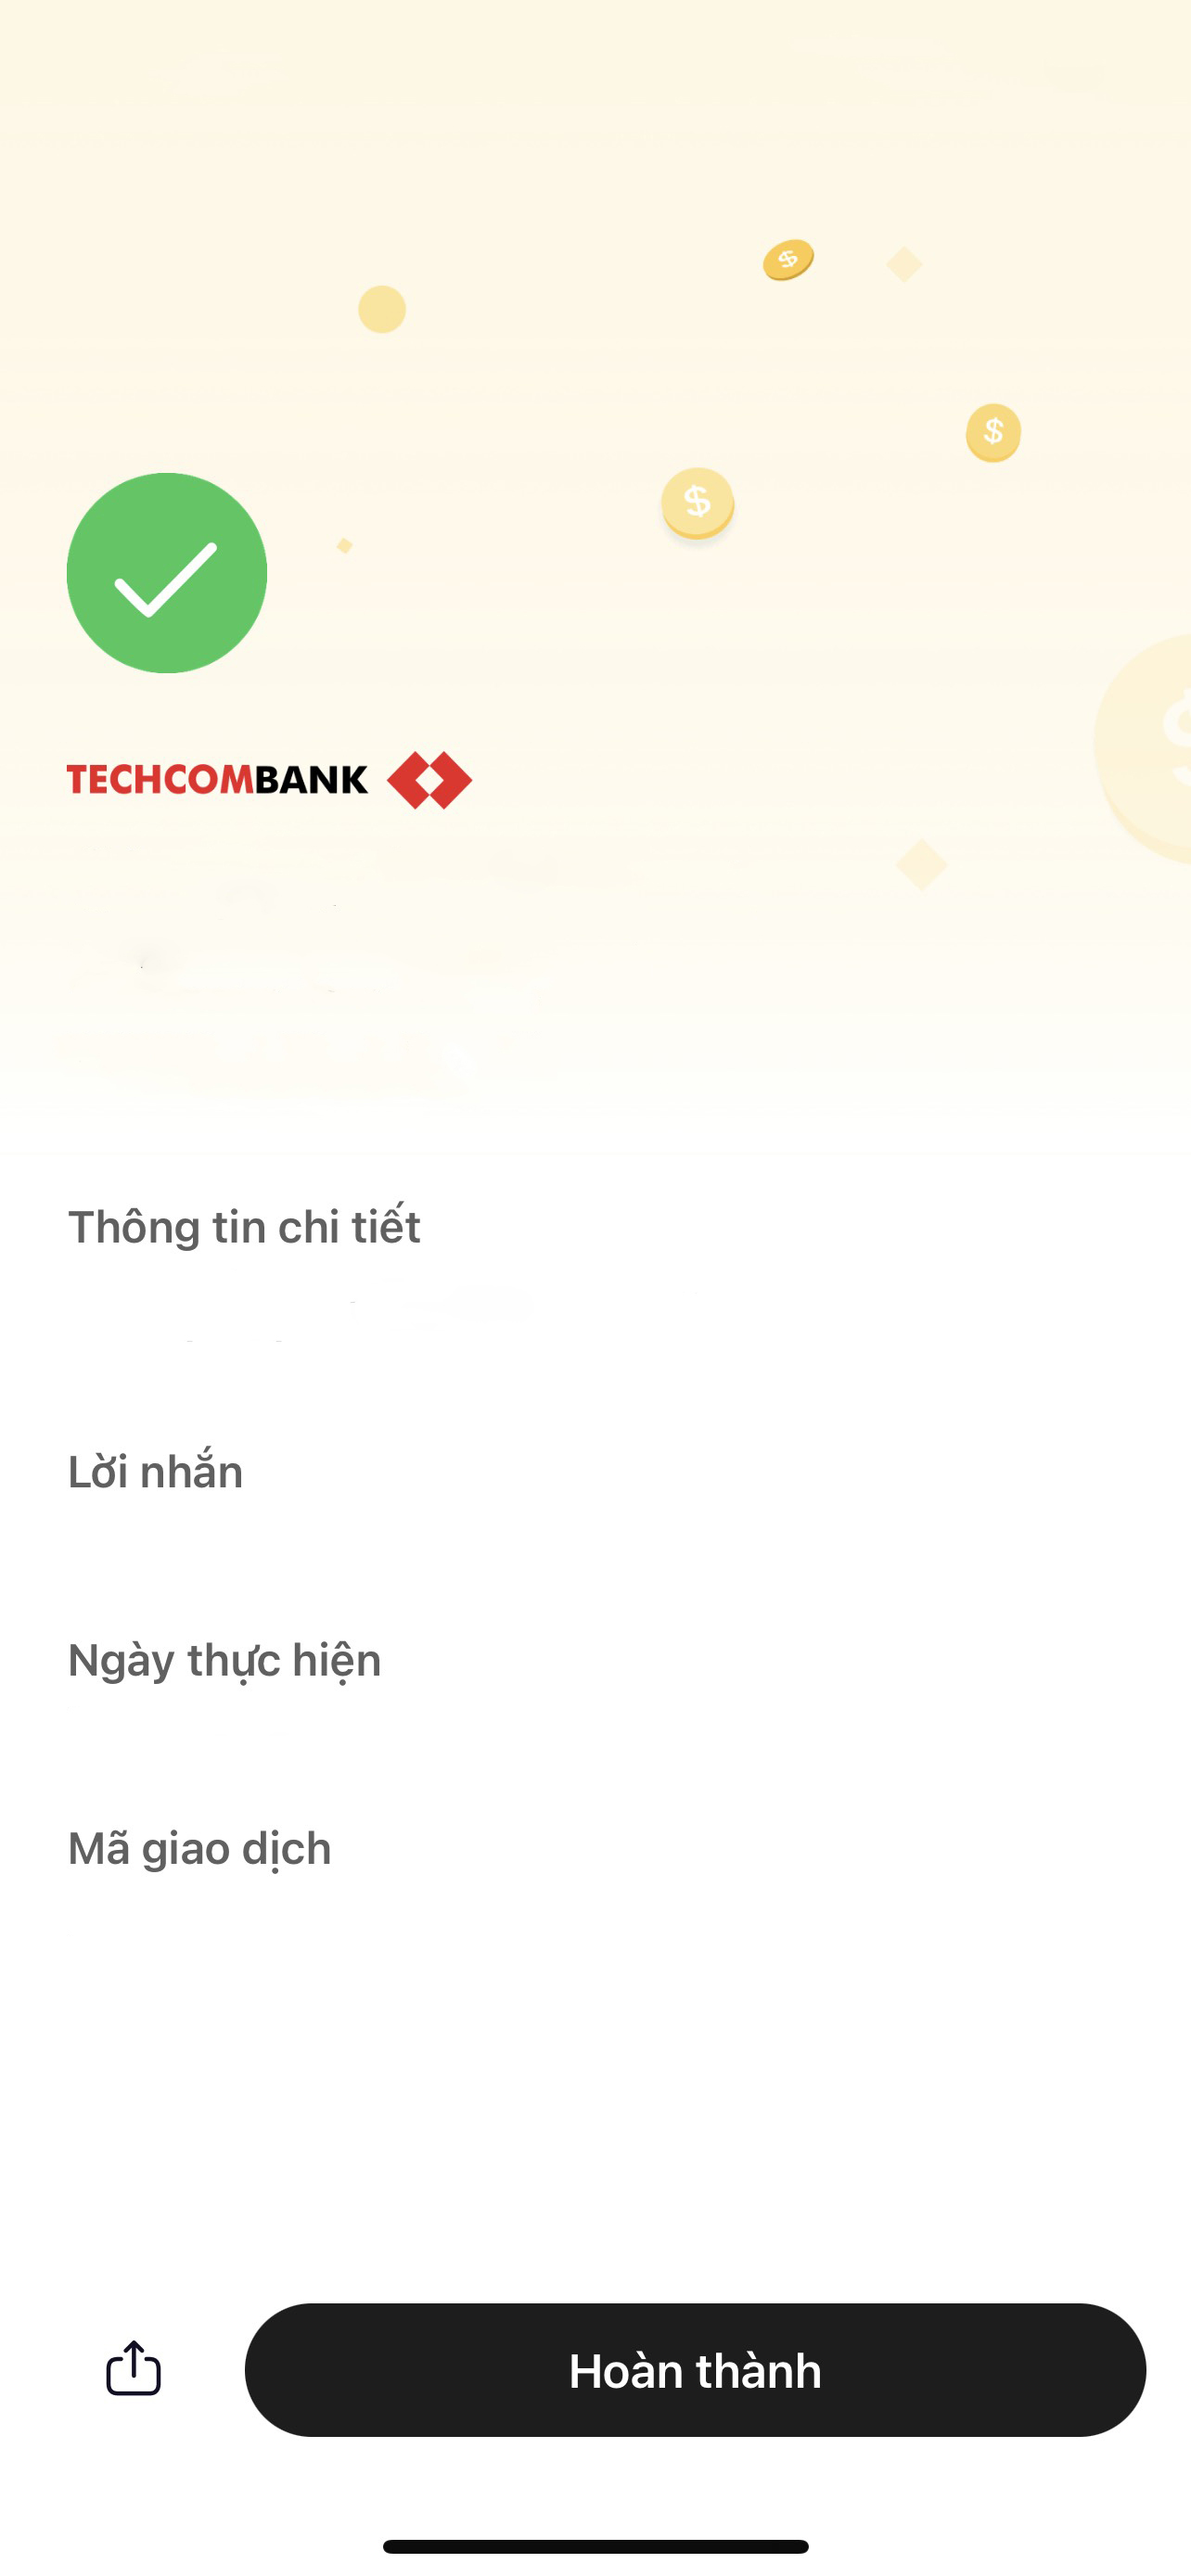 TECHCOMBANK
Thông tin chi tiết
Lời nhắn
Ngày thực hiện
Mã giao dịch
Hoàn thành